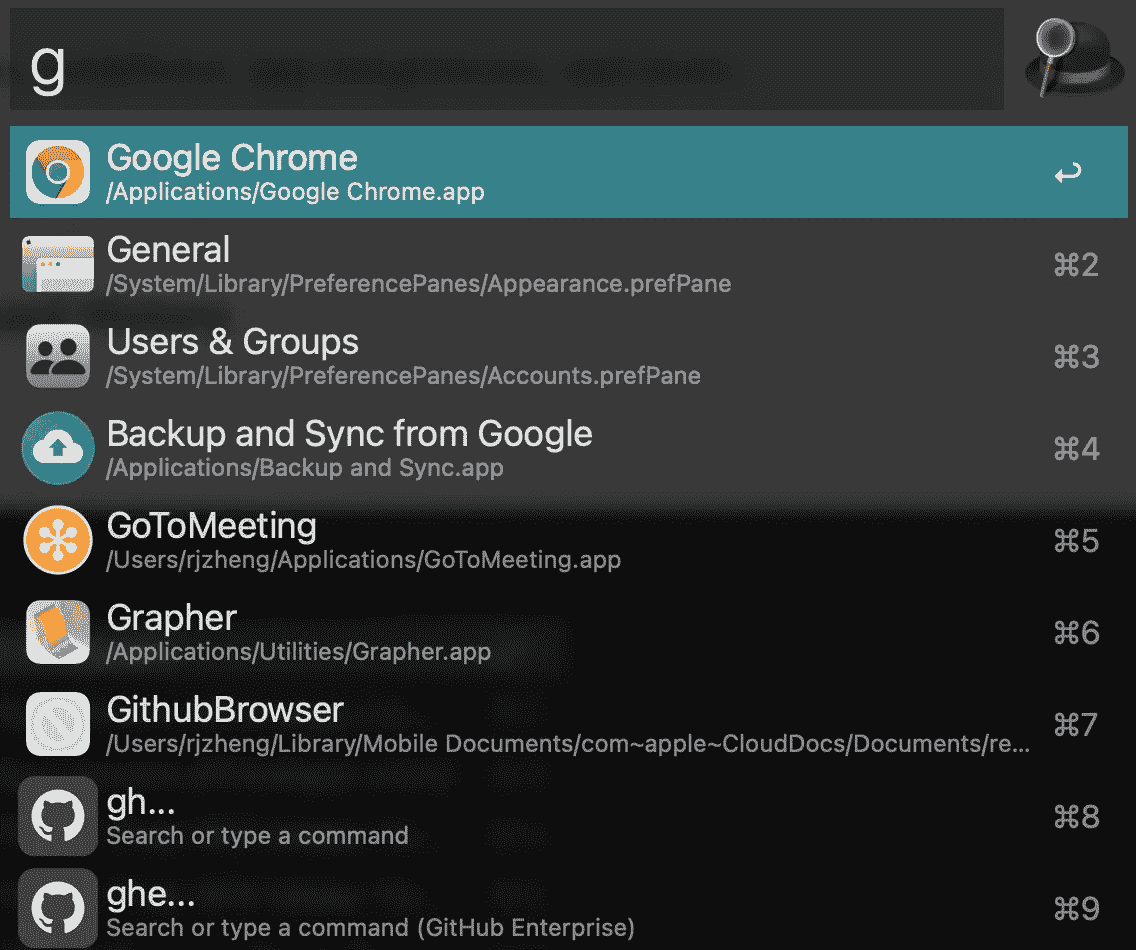 g
Google Chrome
/Applications/Google Chrome.app
General
/System/Library/PreferencePanes/Appearance.prefPane
⌘2
Users & Groups
/System/Library/PreferencePanes/Accounts.prefPane
⌘3
Backup and Sync from Google
/Applications/Backup and Sync.app
⌘4
GoToMeeting
/Users/rjzheng/Applications/GoToMeeting.app
⌘5
Grapher
/Applications/Utilities/Grapher.app
⌘6
GithubBrowser
/Users/rjzheng/Library/Mobile Documents/com~apple~CloudDocs/Documents/re...
⌘7
gh...
Search or type a command
⌘8
ghe...
Search or type a command (GitHub Enterprise)
⌘9